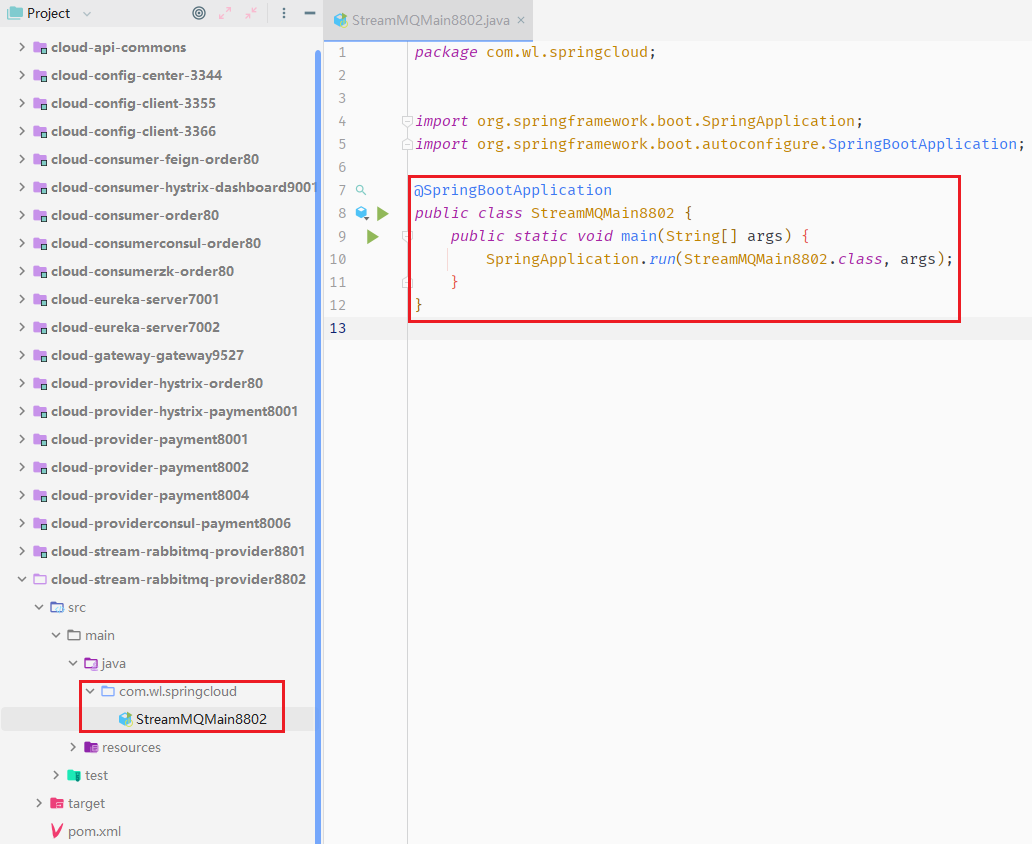 Project
cloud-api-commons
cloud-config-center-3344
cloud-config-client-3355
cloud-config-client-3366
cloud-consumer-feign-order80
cloud-consumer-hystrix-dashboard9001
cloud-consumer-order80
cloud-consumerconsul-order80
cloud-consumerzk-order80
cloud-eureka-server7001
cloud-eureka-server7002
cloud-gateway-gateway9527
cloud-provider-hystrix-order80
cloud-provider-hystrix-payment8001
cloud-provider-payment8001
cloud-provider-payment8002
cloud-provider-payment8004
cloud-providerconsul-payment8006
cloud-stream-rabbitmq-provider8801
cloud-stream-rabbitmq-provider8802
src
main
java
com.wl.springcloud
StreamMQMain8802
resources
test
target
pom.xml
StreamMQMain8802.java
1 package com.wl.springcloud;
2
3
4 import org.springframework.boot.SpringApplication;
5 import org.springframework.boot.autoconfigure.SpringBootApplication;
6
7 @SpringBootApplication
8 public class StreamMQMain8802 {
9 public static void main(String[] args) {
10 SpringApplication.run(StreamMQMain8802.class, args);
11 }
12 }
13